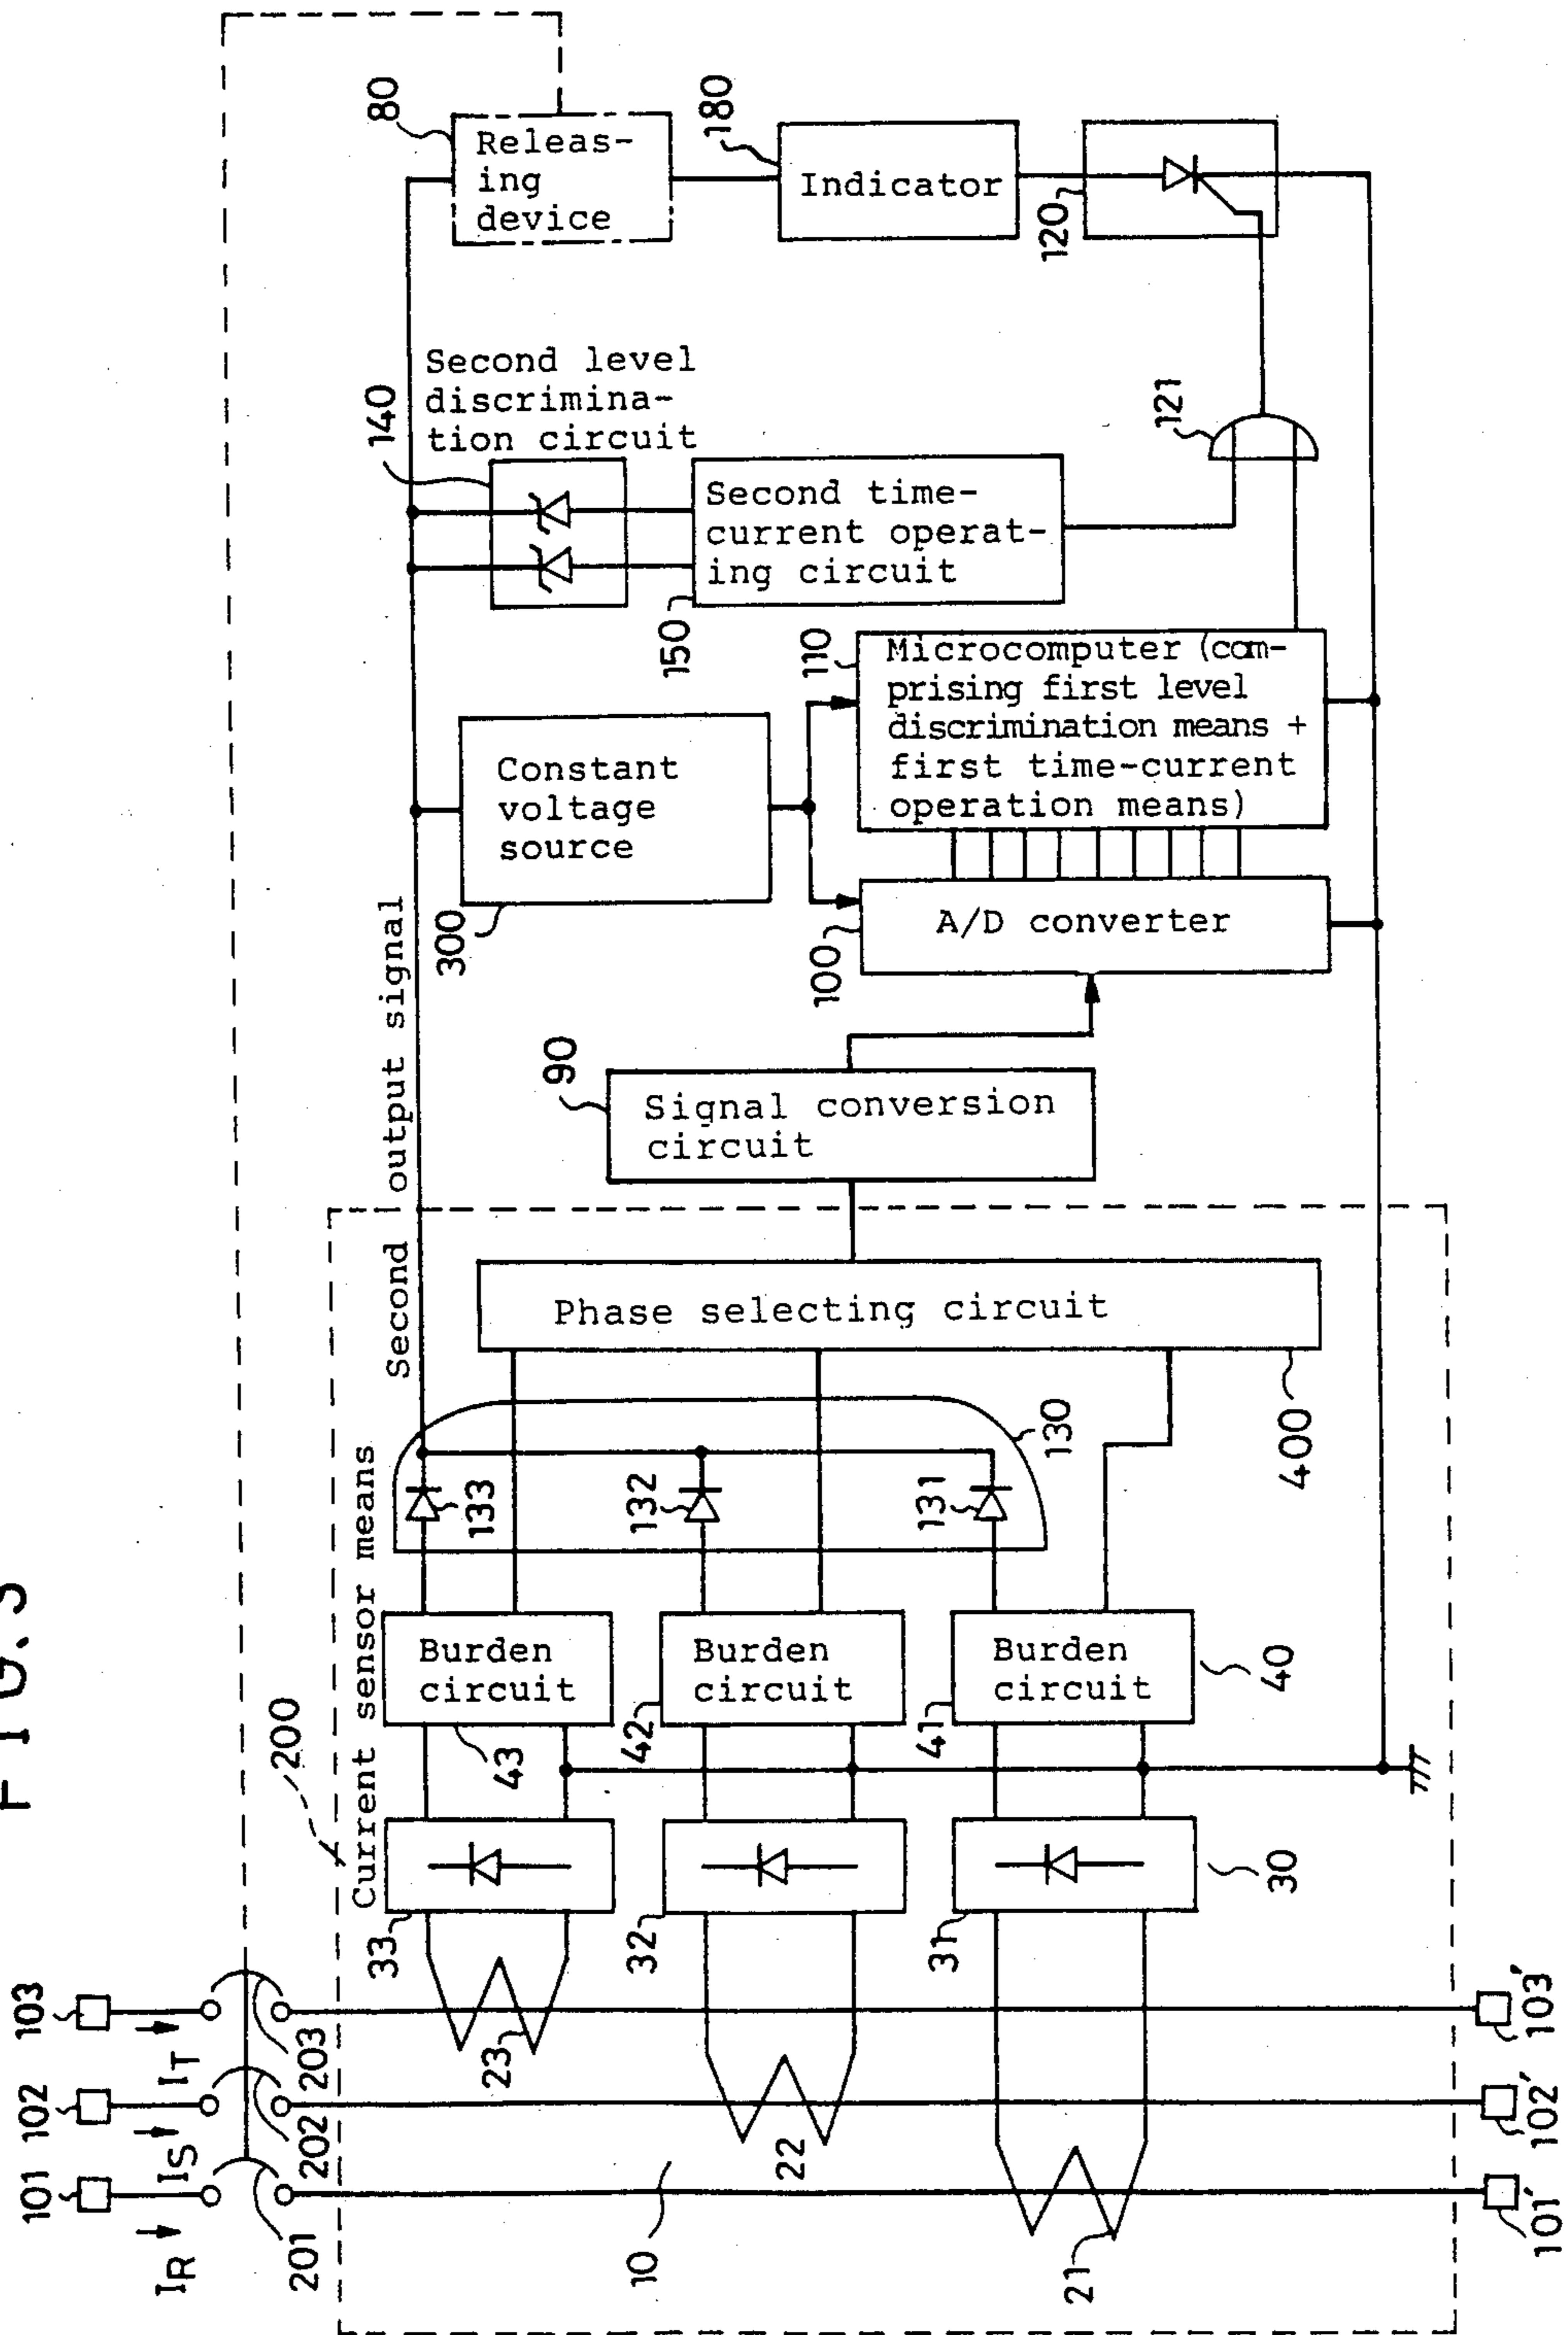 FIG. 3
80
Releas-
ing
device
180
Indicator
120
Second level
discrimina-
tion circuit
140
121
Second time-
current operat-
ing circuit
150
110
Microcomputer (com-
prising first level
discrimination means +
first time-current
operation means)
Constant
voltage
source
300
A/D converter
100
90
Signal conversion
circuit
Second output signal
Phase selecting circuit
400
130
133
132
131
Current sensor means
200
Burden
circuit
43
Burden
circuit
42
Burden
circuit
41
40
33
32
31
30
23
22
21
10
103
102
101
IT
IS
IR
203
202
201
103'
102'
101'